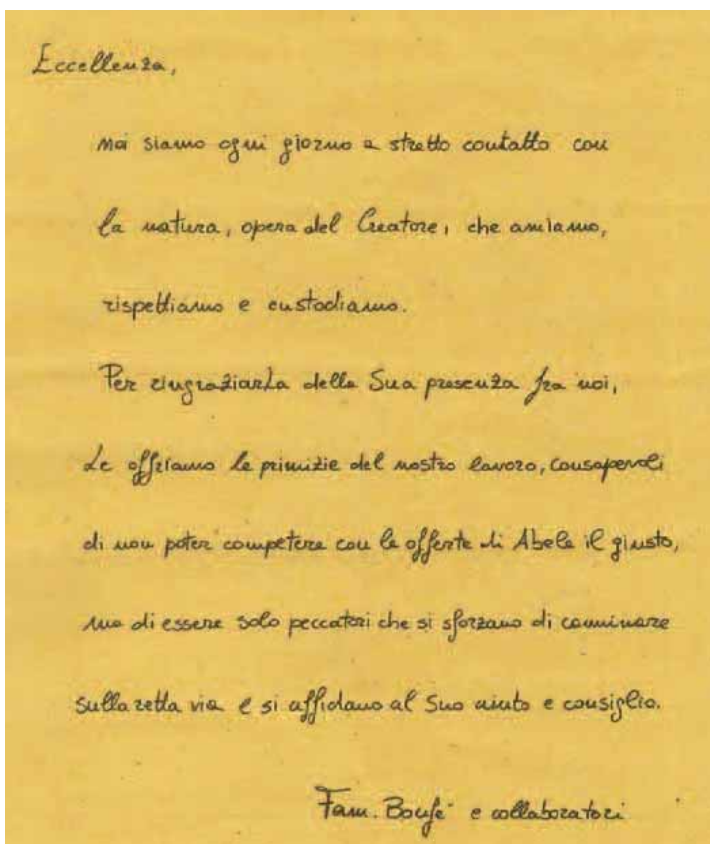 Eccellenza,
noi siamo ogni giorno a stretto contatto con
la natura, opera del Creatore, che amiamo,
rispettiamo e custodiamo.
Per ringraziarLa della Sua presenza fra noi,
Le offriamo le primizie del nostro lavoro, consapevoli
di non poter competere con le offerte di Abele il giusto,
ma di essere solo peccatori che si sforzano di camminare
sulla retta via e si affidano al Suo aiuto e consiglio.
Fam. e collaboratori